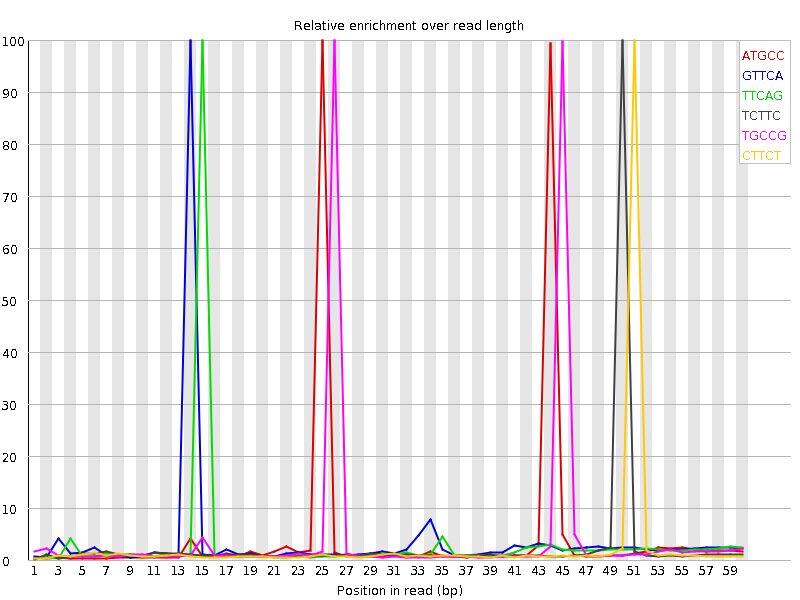 Relative enrichment over read length
100
90
80
70
60
50
40
30
20
10
0
ATGCC
GTTCA
TTCAG
TCTTC
TGCCG
CTTCT
1 3 5 7 9 11 13 15 17 19 21 23 25 27 29 31 33 35 37 39 41 43 45 47 49 51 53 55 57 59
Position in read (bp)